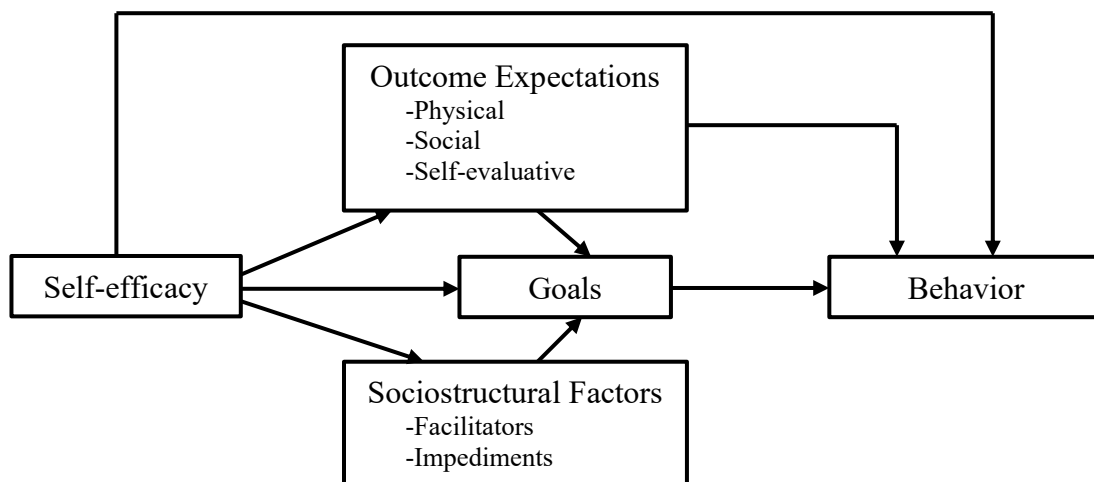 Outcome Expectations
-Physical
-Social
-Self-evaluative
Self-efficacy
Goals
Behavior
Sociostructural Factors
-Facilitators
-Impediments